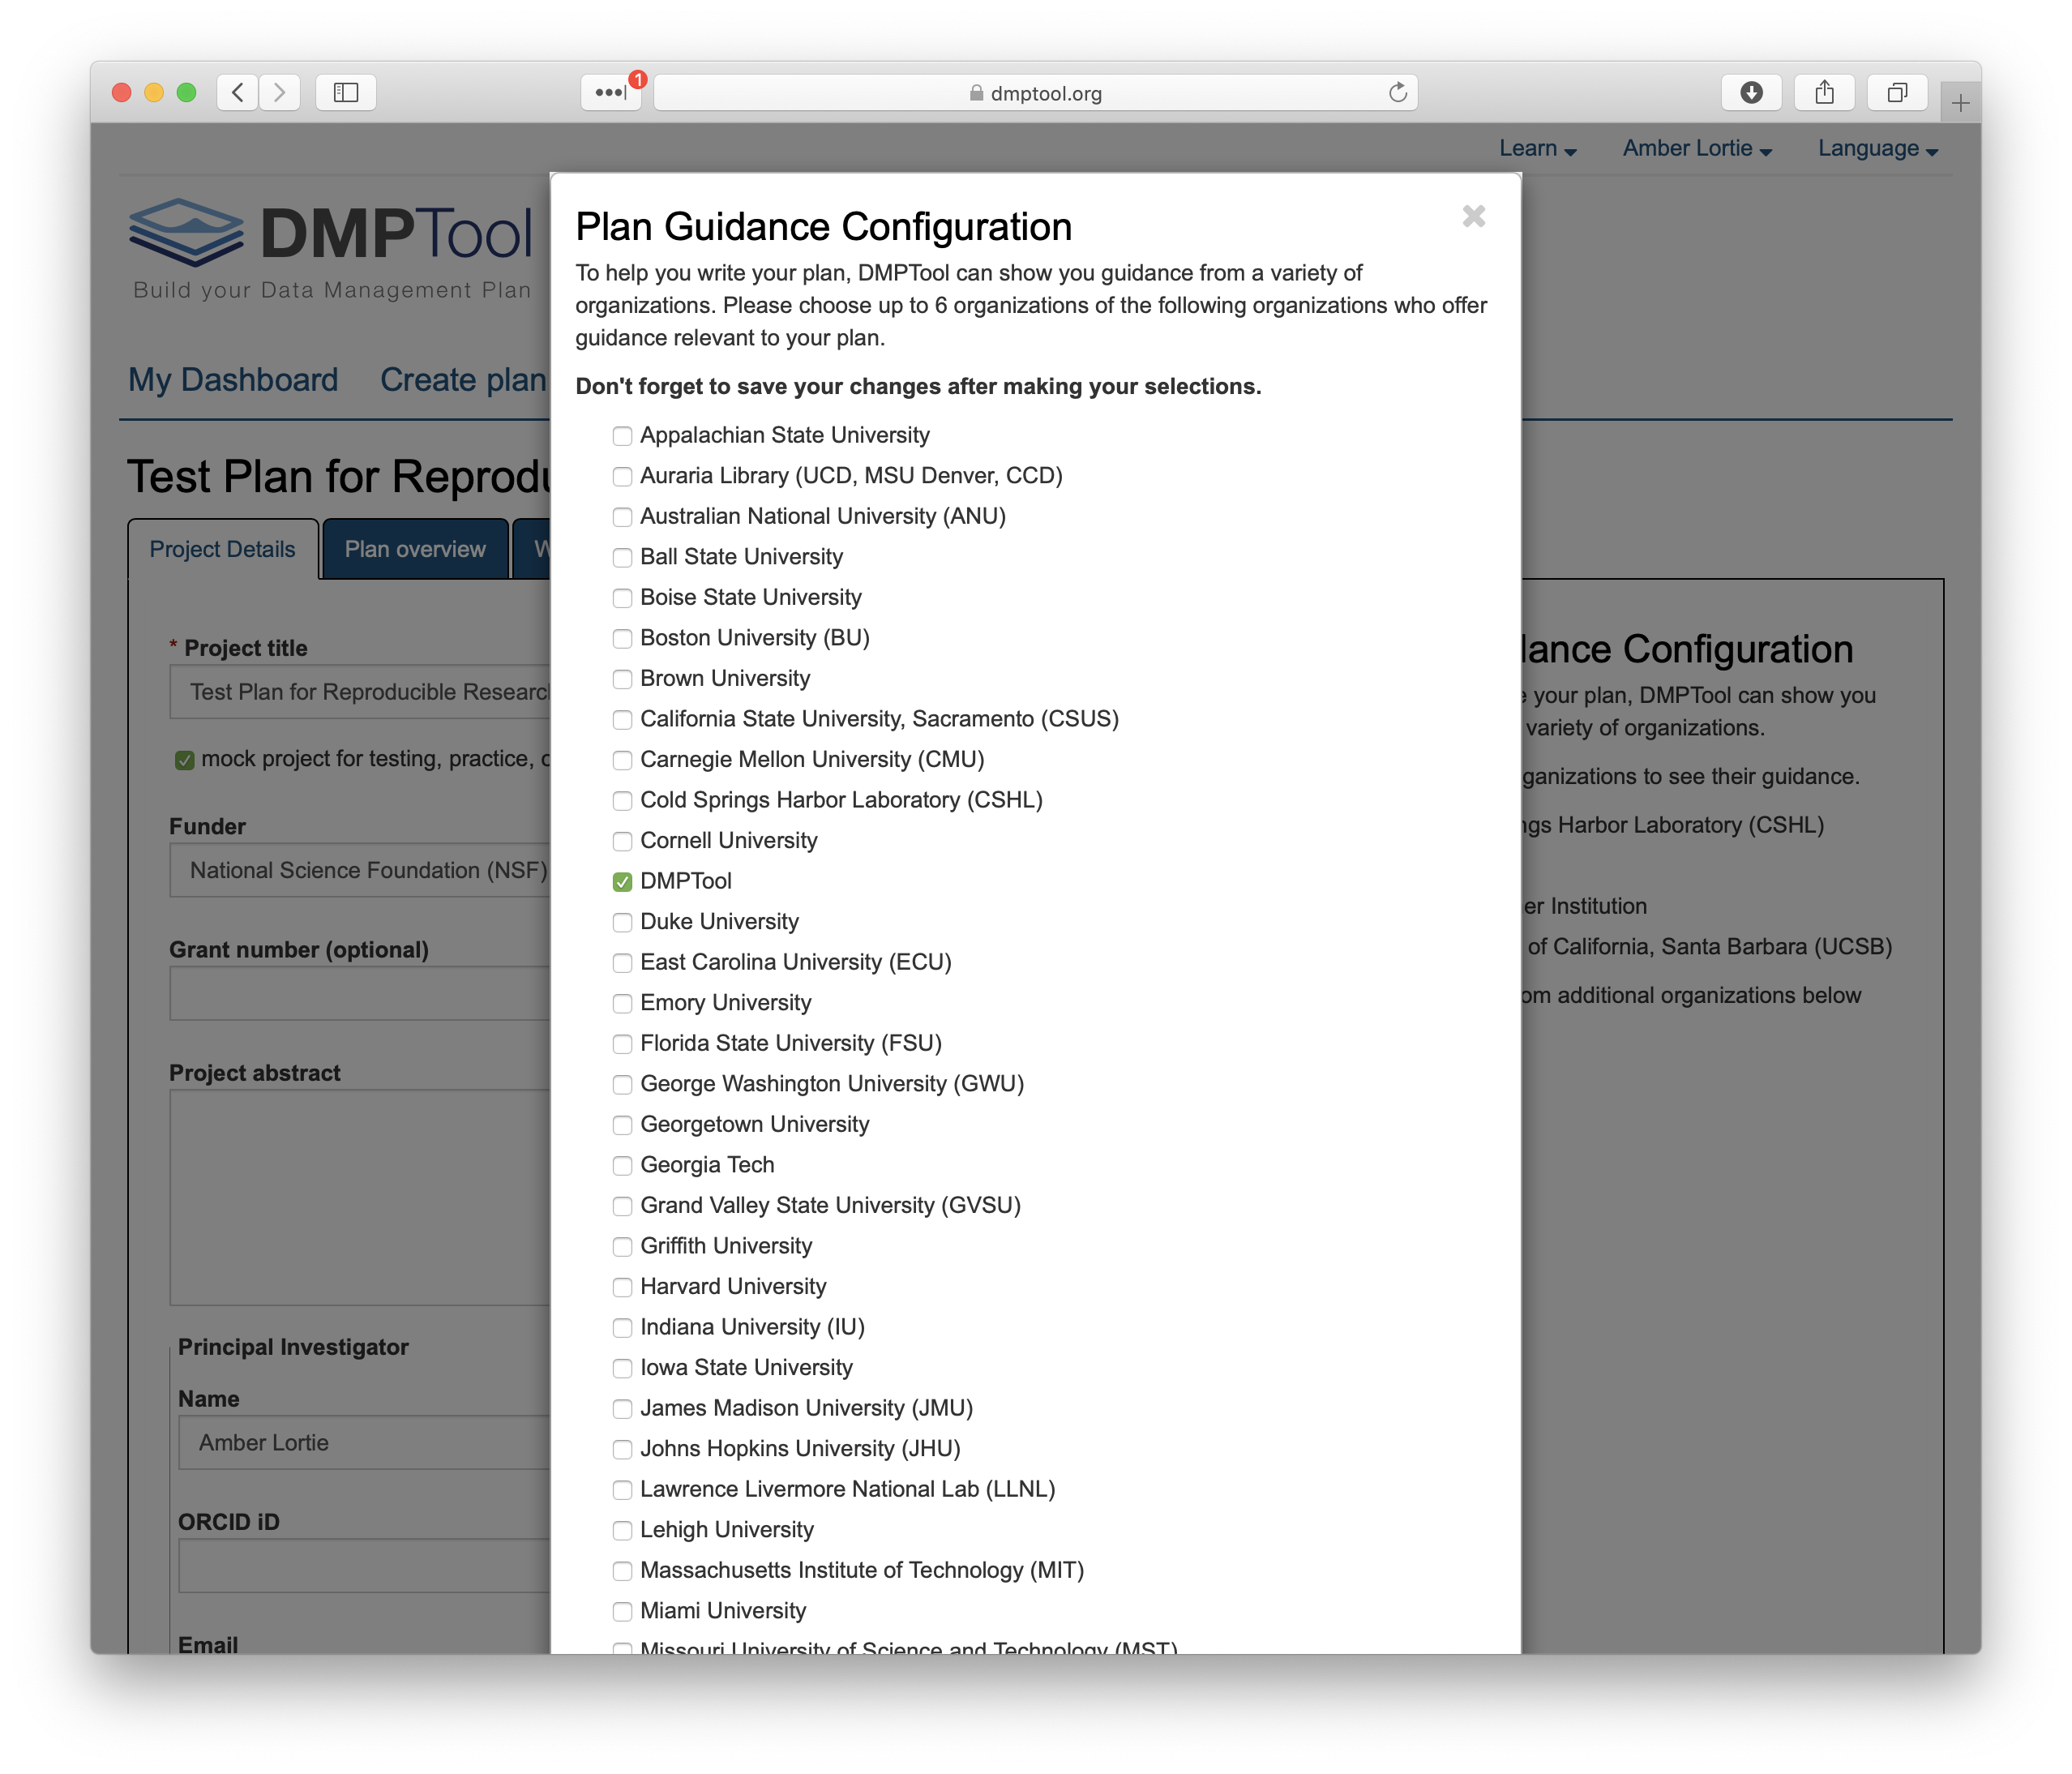 1
dmptool.org
Learn
Amber Lortie
Language
DMPTool
Build your Data Management Plan
My Dashboard
Create plan
Test Plan for
Project Details
Plan overview
* Project title
Test Plan for Reproducible
mock project for testing, practice,
Funder
National Science Foundation (NSF)
Grant number (optional)
Project abstract
Principal Investigator
Name
Amber Lortie
ORCID iD
Email
Plan Guidance Configuration
To help you write your plan, DMPTool can show you guidance from a variety of
organizations. Please choose up to 6 organizations of the following organizations who offer
guidance relevant to your plan.
Don't forget to save your changes after making your selections.
Appalachian State University
Auraria Library (UCD, MSU Denver, CCD)
Australian National University (ANU)
Ball State University
Boise State University
Boston University (BU)
Brown University
California State University, Sacramento (CSUS)
Carnegie Mellon University (CMU)
Cold Springs Harbor Laboratory (CSHL)
Cornell University
DMPTool
Duke University
East Carolina University (ECU)
Emory University
Florida State University (FSU)
George Washington University (GWU)
Georgetown University
Georgia Tech
Grand Valley State University (GVSU)
Griffith University
Harvard University
Indiana University (IU)
Iowa State University
James Madison University (JMU)
Johns Hopkins University (JHU)
Lawrence Livermore National Lab (LLNL)
Lehigh University
Massachusetts Institute of Technology (MIT)
Miami University
Missouri University of Science and Technology (MST)
Configuration
your plan, DMPTool can show you
variety of organizations.
to see their guidance.
Harbor Laboratory (CSHL)
Institution
of California, Santa Barbara (UCSB)
additional organizations below